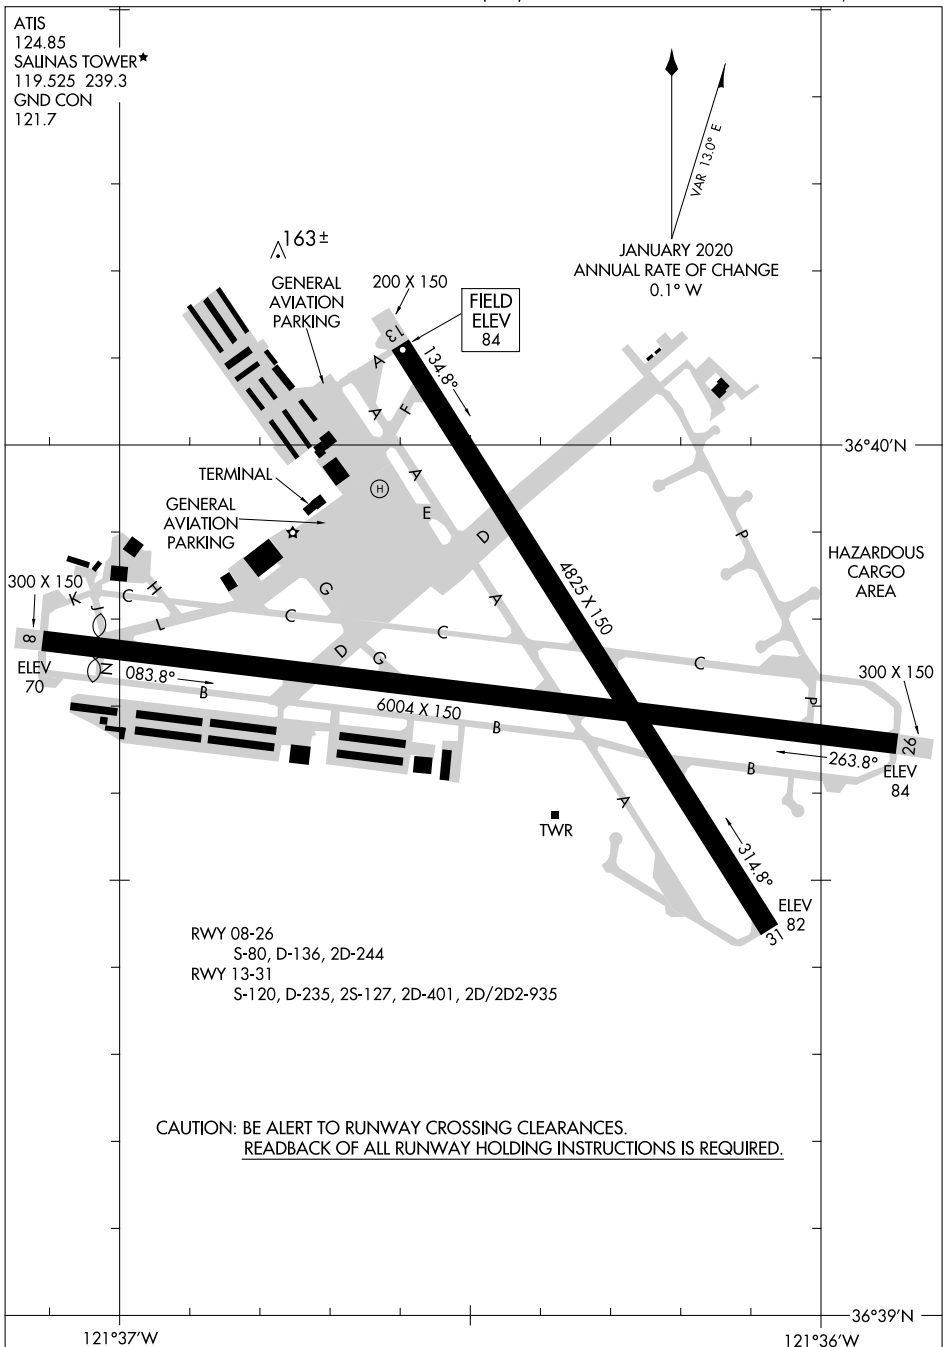 ATIS
124.85
SALINAS TOWER★
119.525 239.3
GND CON
121.7
VAR 13.0° E
JANUARY 2020
ANNUAL RATE OF CHANGE
0.1° W
163 ±
GENERAL
AVIATION
PARKING
200 X 150
FIELD
ELEV
84
13
134.8°
A
A
F
A
E
D
A
36°40'N
TERMINAL
H
GENERAL
AVIATION
PARKING
P
HAZARDOUS
CARGO
AREA
4825 X 150
300 X 150
K
J
C
H
L
G
C
C
C
8
ELEV
70
N
083.8°
B
D
G
6004 X 150
B
P
300 X 150
26
263.8°
ELEV
84
B
A
TWR
314.8°
ELEV
82
31
RWY 08-26
S-80, D-136, 2D-244
RWY 13-31
S-120, D-235, 2S-127, 2D-401, 2D/2D2-935
CAUTION: BE ALERT TO RUNWAY CROSSING CLEARANCES.
READBACK OF ALL RUNWAY HOLDING INSTRUCTIONS IS REQUIRED.
36°39'N
121°37'W
121°36'W